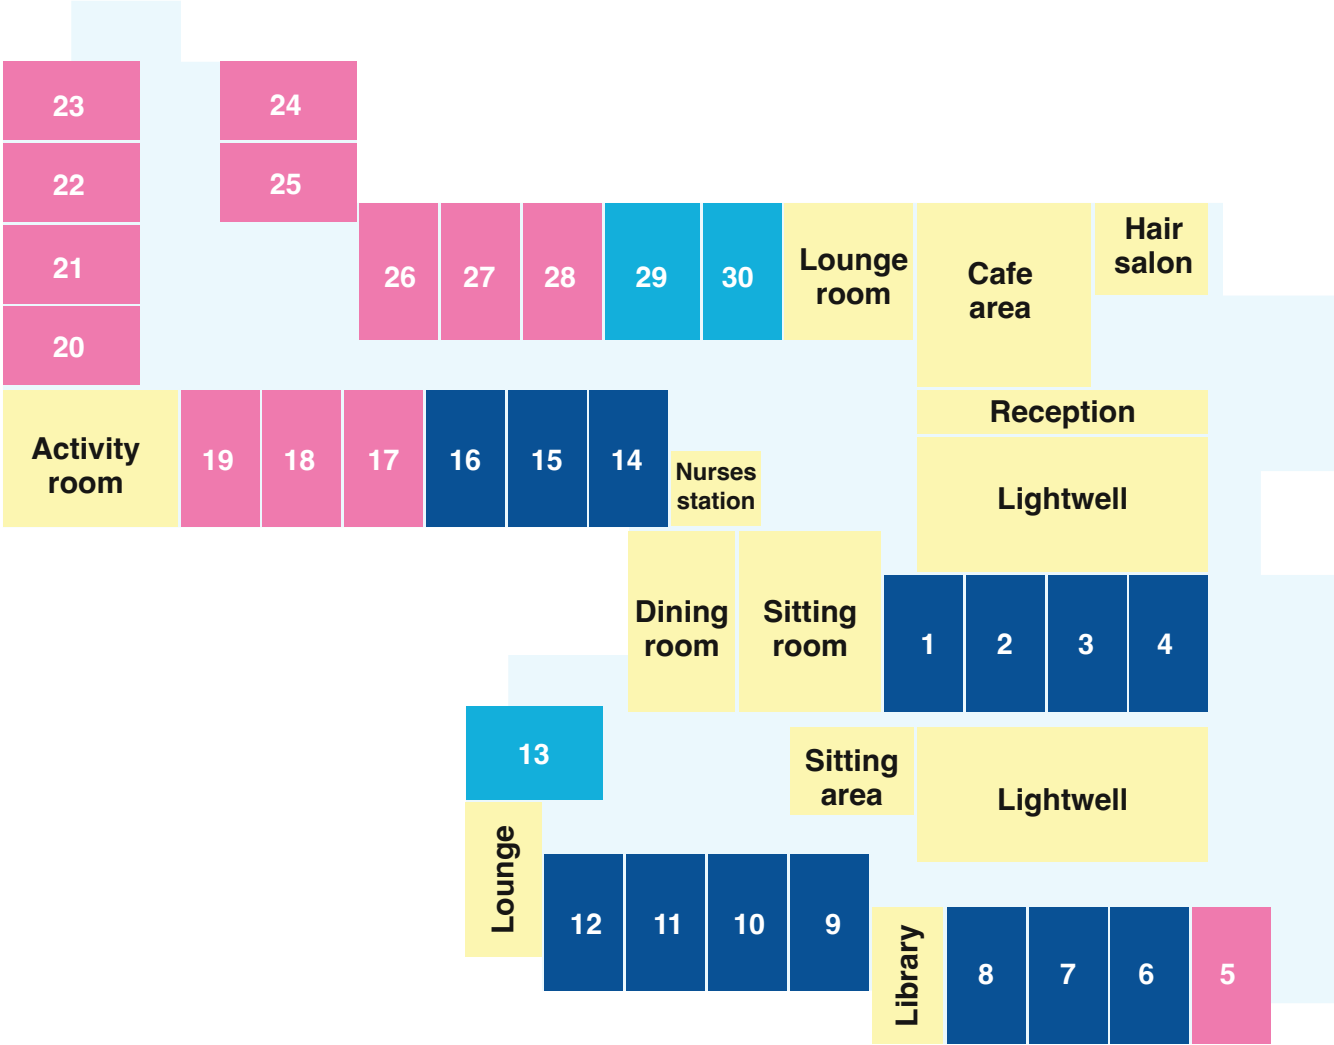 23
24
22
25
21
26
27
28
29
30
Lounge
room
Cafe
area
Hair
salon
20
Activity
room
19
18
17
16
15
14
Nurses
station
Reception
Lightwell
Dining
room
Sitting
room
1
2
3
4
13
Sitting
area
Lightwell
Lounge
12
11
10
9
Library
8
7
6
5